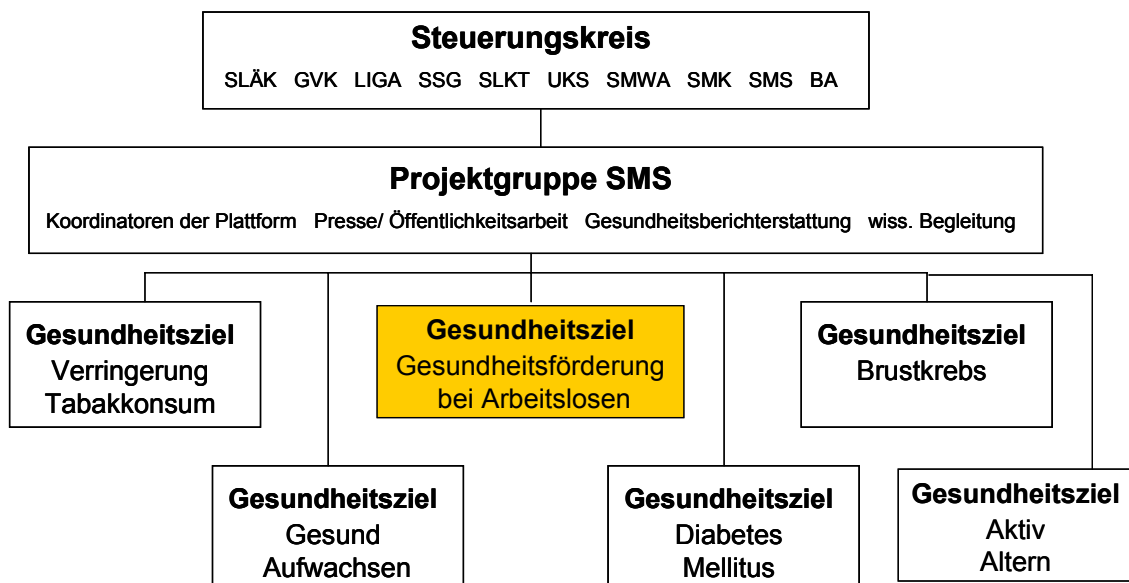 Steuerungskreis
SLÄK GVK LIGA SSG SLKT UKS SMWA SMK SMS BA
Projektgruppe SMS
Koordinatoren der Plattform Presse/ Öffentlichkeitsarbeit Gesundheitsberichterstattung wiss. Begleitung
Gesundheitsziel
Verringerung
Tabakkonsum
Gesundheitsziel
Gesundheitsförderung
bei Arbeitslosen
Gesundheitsziel
Brustkrebs
Gesundheitsziel
Gesund
Aufwachsen
Gesundheitsziel
Diabetes
Mellitus
Gesundheitsziel
Aktiv
Altern